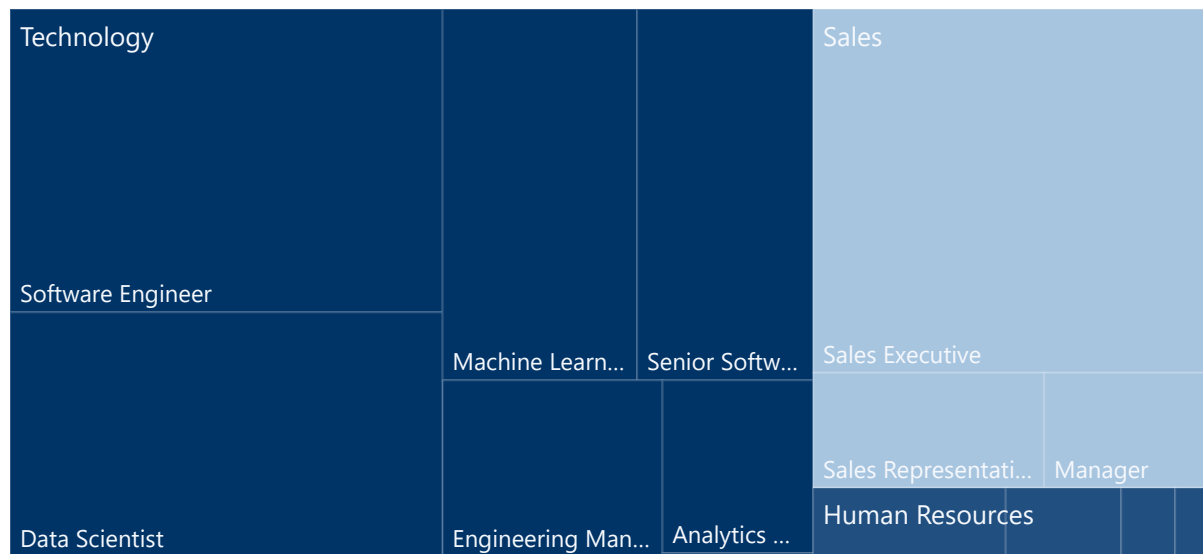 Technology
Software Engineer
Data Scientist
Machine Learn...
Senior Softw...
Engineering Man...
Analytics ...
Sales
Sales Executive
Sales Representati...
Manager
Human Resources